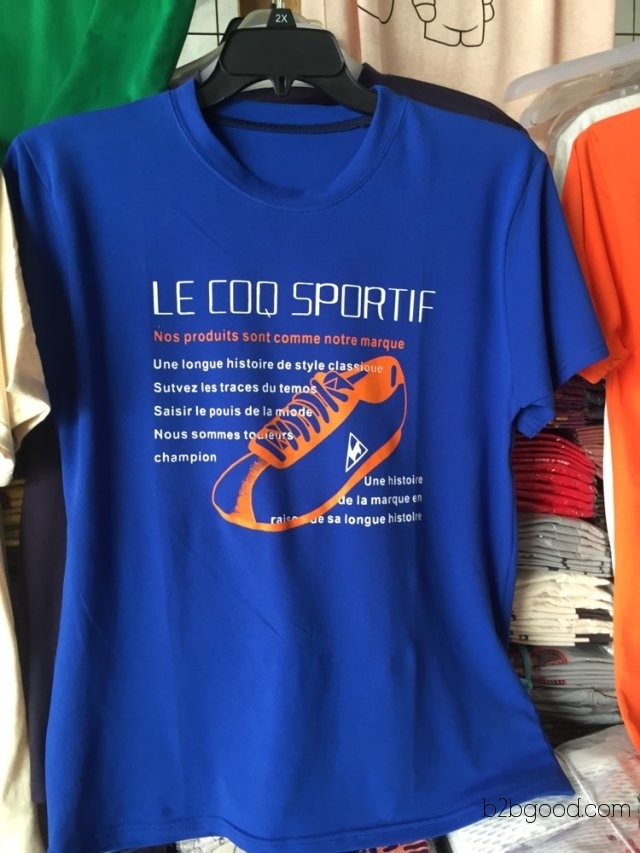 2X
LE COQ SPORTIF
Nos produits sont comme notre marque
Une longue histoire de style classique
Sutvez les traces du temos
Saisir le pouis de la miode
Nous sommes toujeurs
champion
Une histoire
de la marque en
raison de sa longue histolre
b2bgood.com